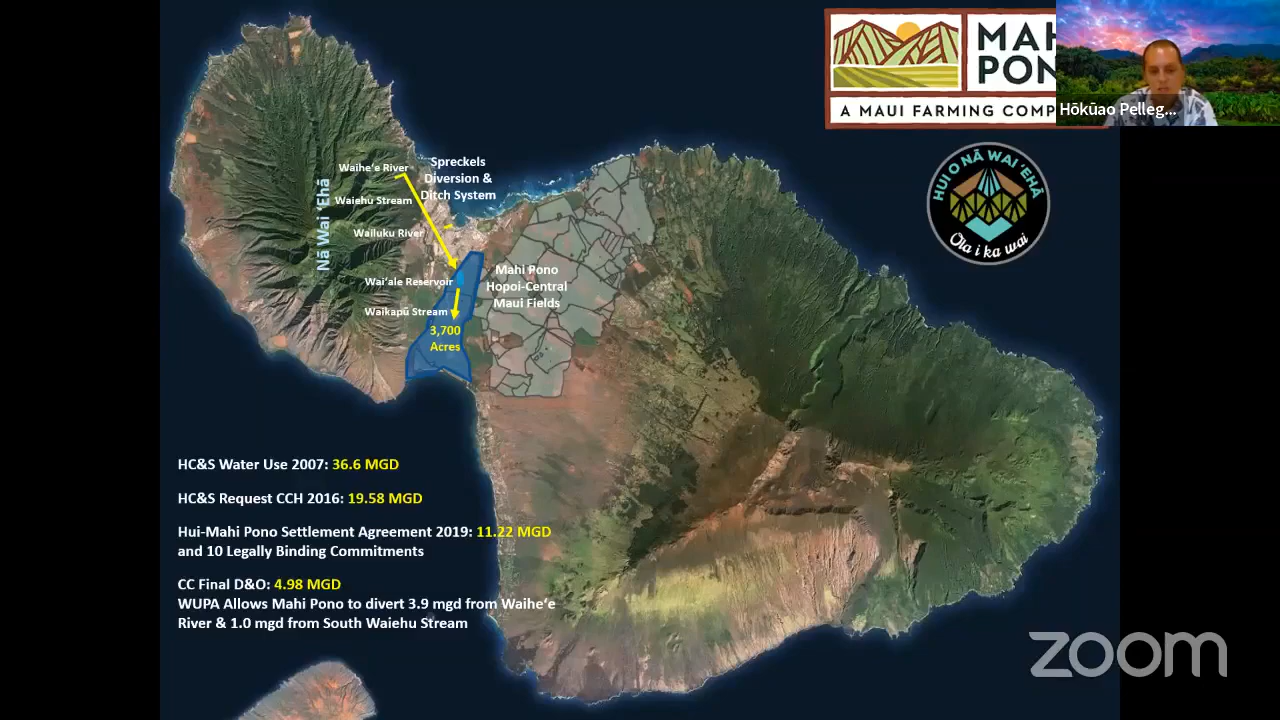 MAH
PON
A MAUI FARMING COMP
Hōkūao Pelleg...
HUI O NĀ WAI ʻEHĀ
Ola i ka wai
Nā Wai ʻEhā
Waiheʻe River
Waiehu Stream
Wailuku River
Waiʻale Reservoir
Waikapū Stream
Spreckels
Diversion &
Ditch System
3,700
Acres
Mahi Pono
Hopoi-Central
Maui Fields
HC&S Water Use 2007: 36.6 MGD
HC&S Request CCH 2016: 19.58 MGD
Hui-Mahi Pono Settlement Agreement 2019: 11.22 MGD
and 10 Legally Binding Commitments
CC Final D&O: 4.98 MGD
WUPA Allows Mahi Pono to divert 3.9 mgd from Waiheʻe
River & 1.0 mgd from South Waiehu Stream
zoom